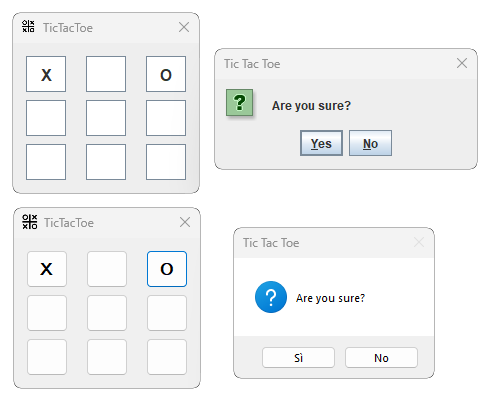 TicTacToe
X O
Tic Tac Toe
?
Are you sure?
Yes No
TicTacToe
X O
Tic Tac Toe
?
Are you sure?
Sì No